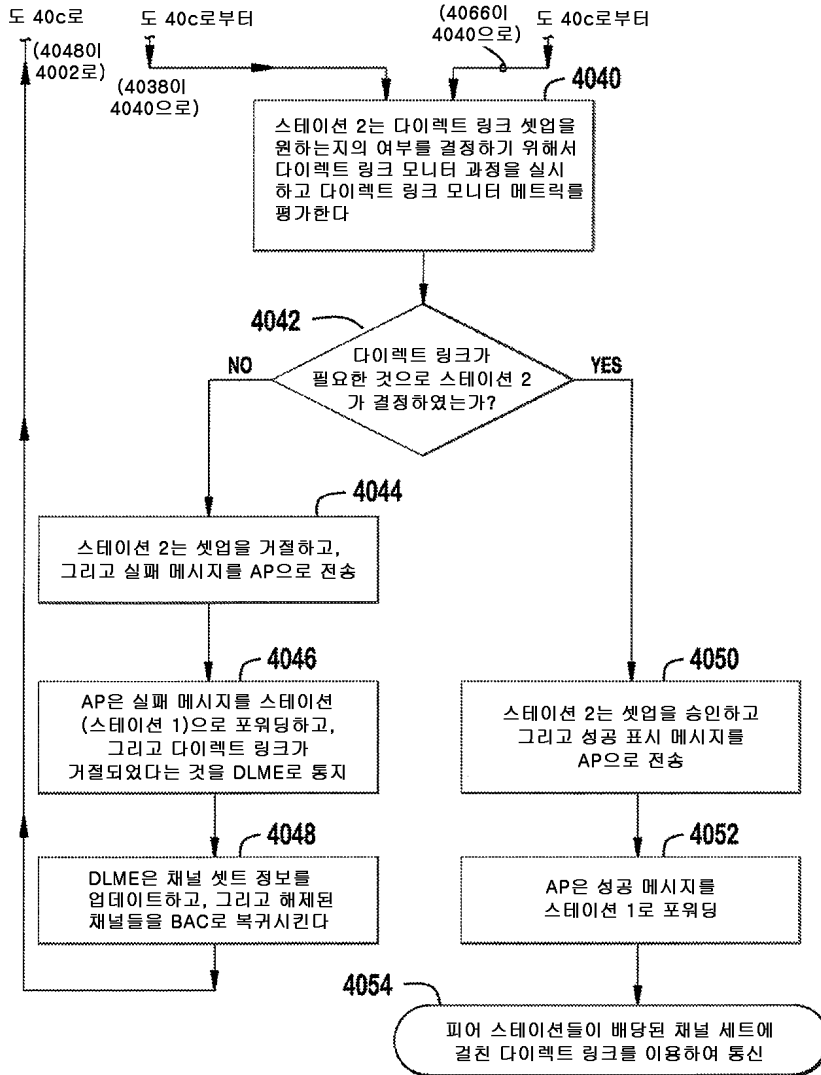 도 40c로
(4048이
4002로)
도 40c로부터
(4038이
4040으로)
(4066이
4040으로)
도 40c로부터
4040
스테이션 2는 다이렉트 링크 셋업을
원하는지의 여부를 결정하기 위해서
다이렉트 링크 모니터 과정을 실시
하고 다이렉트 링크 모니터 메트릭를
평가한다
4042
다이렉트 링크가
필요한 것으로 스테이션 2
가 결정하였는가?
NO
YES
4044
스테이션 2는 셋업을 거절하고,
그리고 실패 메시지를 AP으로 전송
4046
AP은 실패 메시지를 스테이션
(스테이션 1)으로 포워딩하고,
그리고 다이렉트 링크가
거절되었다는 것을 DLME로 통지
4048
DLME은 채널 셋트 정보를
업데이트하고, 그리고 해제된
채널들을 BAC로 복귀시킨다
4050
스테이션 2는 셋업을 승인하고
그리고 성공 표시 메시지를
AP으로 전송
4052
AP은 성공 메시지를
스테이션 1로 포워딩
4054
피어 스테이션들이 배당된 채널 세트에
걸친 다이렉트 링크를 이용하여 통신